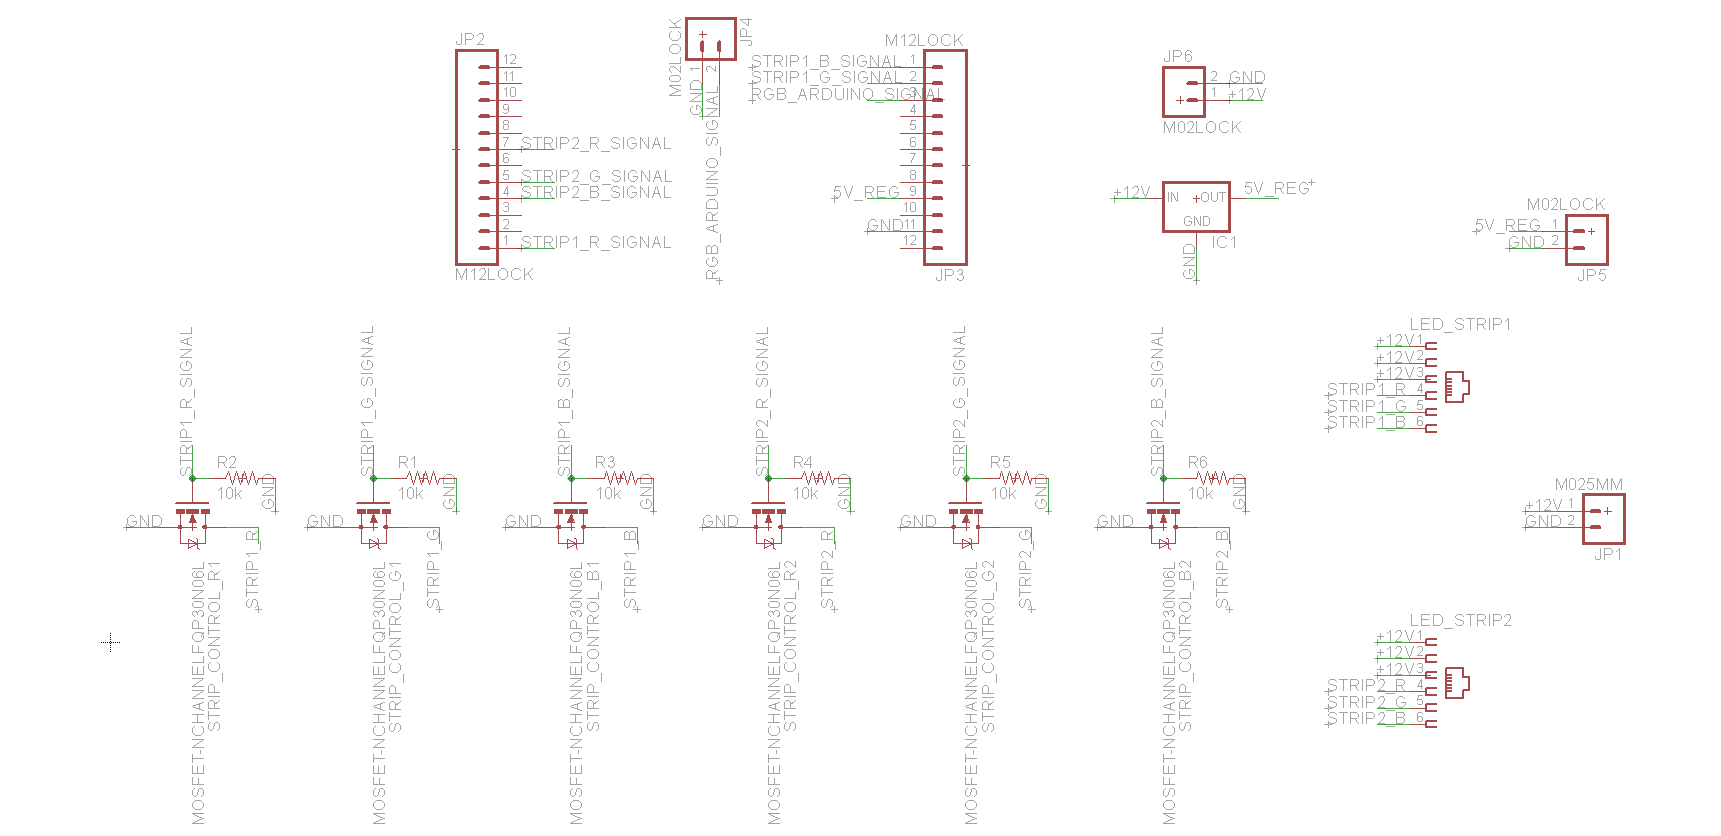 JP2
12
11
10
9
8
7 STRIP2_R_SIGNAL
6
5 STRIP2_G_SIGNAL
4 STRIP2_B_SIGNAL
3
2
1 STRIP1_R_SIGNAL
M12LOCK
M02LOCK
JP4
+
1
2
GND
RGB_ARDUINO_SIGNAL
M12LOCK
STRIP1_B_SIGNAL 1
STRIP1_G_SIGNAL 2
RGB_ARDUINO_SIGNAL 3
4
5
6
7
8
5V_REG 9
10
GND 11
12
JP3
JP6
2 GND
+ 1 +12V
M02LOCK
+12V IN + OUT 5V_REG
GND
IC1
GND
M02LOCK
5V_REG 1 +
GND 2
JP5
STRIP1_R_SIGNAL
R2
10k
GND
GND
STRIP1_R
MOSFET-NCHANNELFQP30N06L
STRIP_CONTROL_R1
STRIP1_G_SIGNAL
R1
10k
GND
GND
STRIP1_G
MOSFET-NCHANNELFQP30N06L
STRIP_CONTROL_G1
STRIP1_B_SIGNAL
R3
10k
GND
GND
STRIP1_B
MOSFET-NCHANNELFQP30N06L
STRIP_CONTROL_B1
STRIP2_R_SIGNAL
R4
10k
GND
GND
STRIP2_R
MOSFET-NCHANNELFQP30N06L
STRIP_CONTROL_R2
STRIP2_G_SIGNAL
R5
10k
GND
GND
STRIP2_G
MOSFET-NCHANNELFQP30N06L
STRIP_CONTROL_G2
STRIP2_B_SIGNAL
R6
10k
GND
GND
STRIP2_B
MOSFET-NCHANNELFQP30N06L
STRIP_CONTROL_B2
LED_STRIP1
+12V 1
+12V 2
+12V 3
STRIP1_R 4
STRIP1_G 5
STRIP1_B 6
M025MM
+12V 1 +
GND 2
JP1
LED_STRIP2
+12V 1
+12V 2
+12V 3
STRIP2_R 4
STRIP2_G 5
STRIP2_B 6